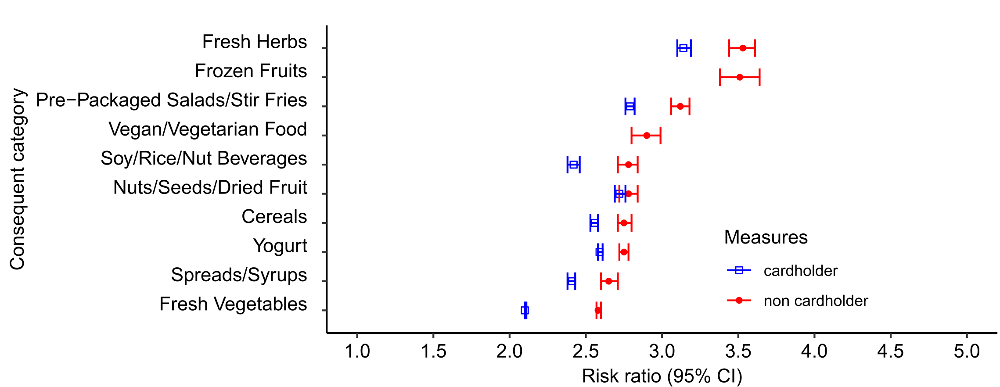 Fresh Herbs
Frozen Fruits
Pre−Packaged Salads/Stir Fries
Vegan/Vegetarian Food
Soy/Rice/Nut Beverages
Nuts/Seeds/Dried Fruit
Cereals
Yogurt
Spreads/Syrups
Fresh Vegetables
Consequent category
Measures
cardholder
non cardholder
1.0 1.5 2.0 2.5 3.0 3.5 4.0 4.5 5.0
Risk ratio (95% CI)